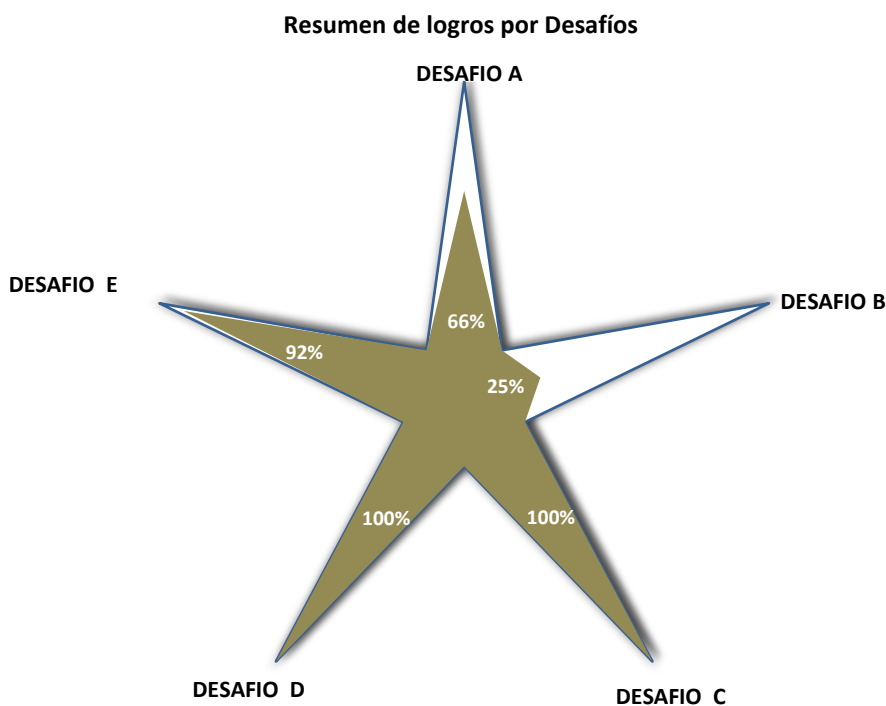 Resumen de logros por Desafíos
DESAFIO A
DESAFIO E
DESAFIO B
66%
92%
25%
100%
100%
DESAFIO D
DESAFIO C